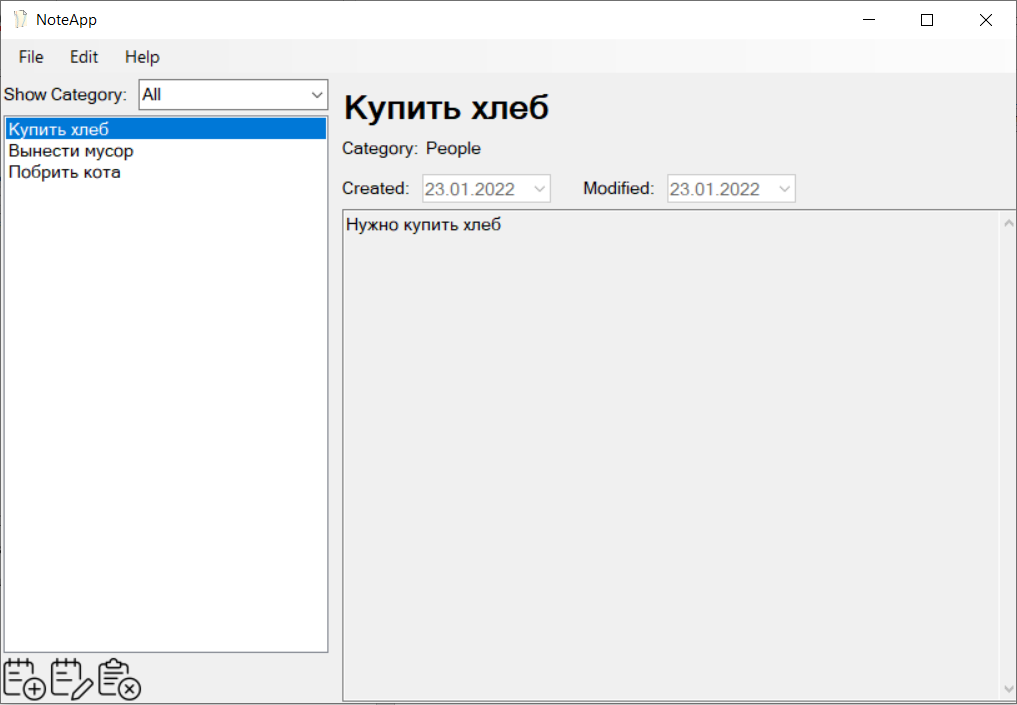 NoteApp
File Edit Help
Show Category: All
Купить хлеб
Вынести мусор
Побрить кота
Купить хлеб
Category: People
Created: 23.01.2022 Modified: 23.01.2022
Нужно купить хлеб